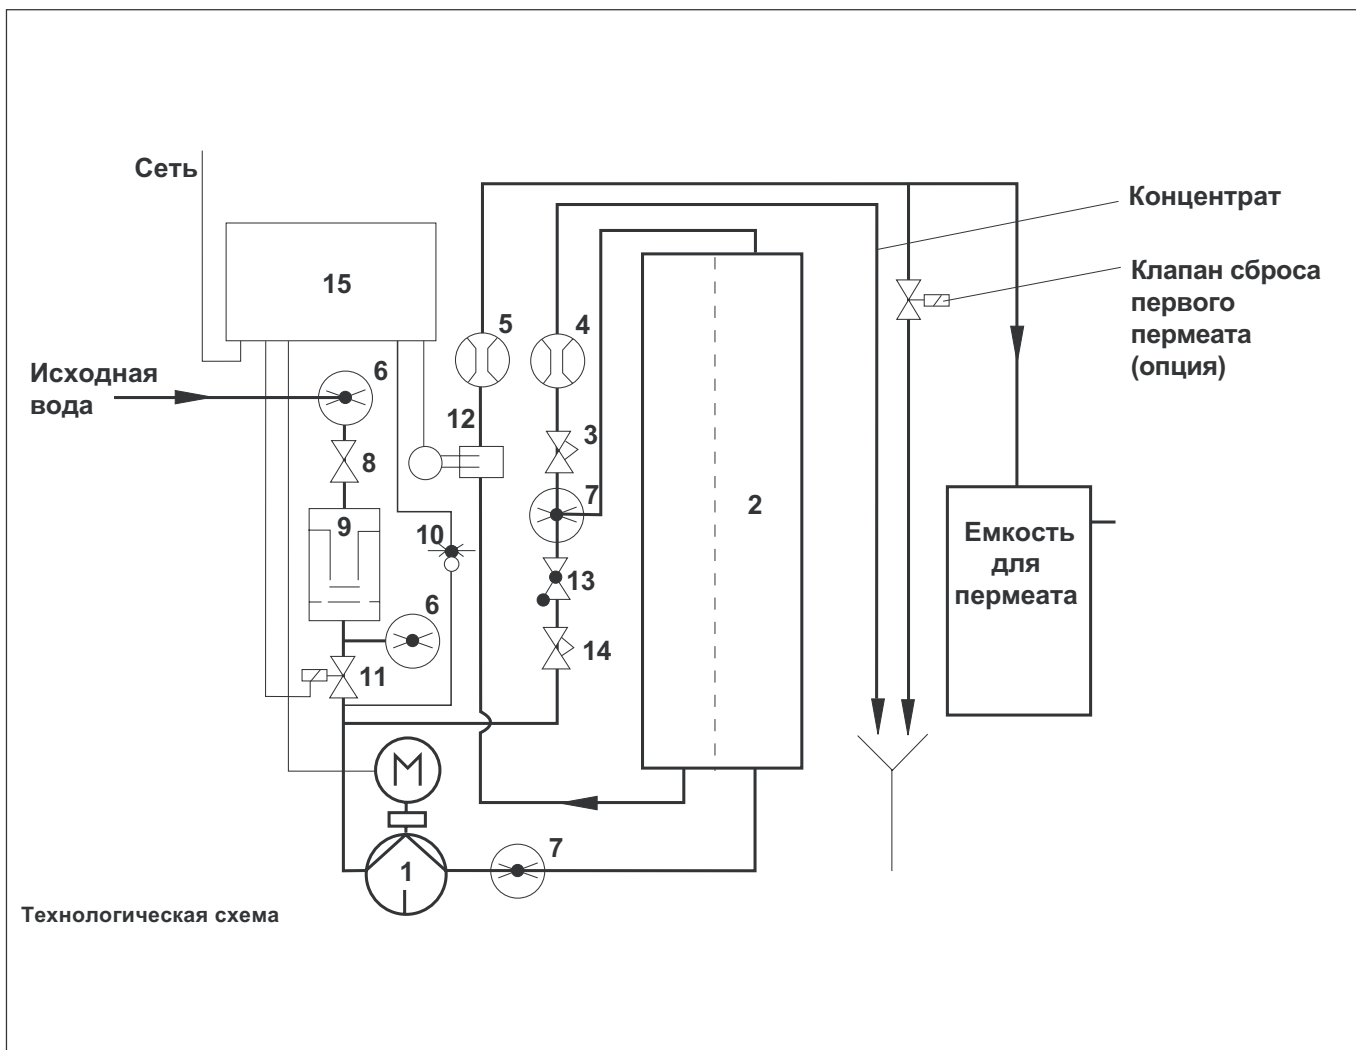 Сеть
Концентрат
15
Клапан сброса
первого
пермеата
(опция)
5
4
Исходная
вода
6
12
3
8
7
2
9
10
Емкость
для
пермеата
13
6
14
11
M
7
1
Технологическая схема